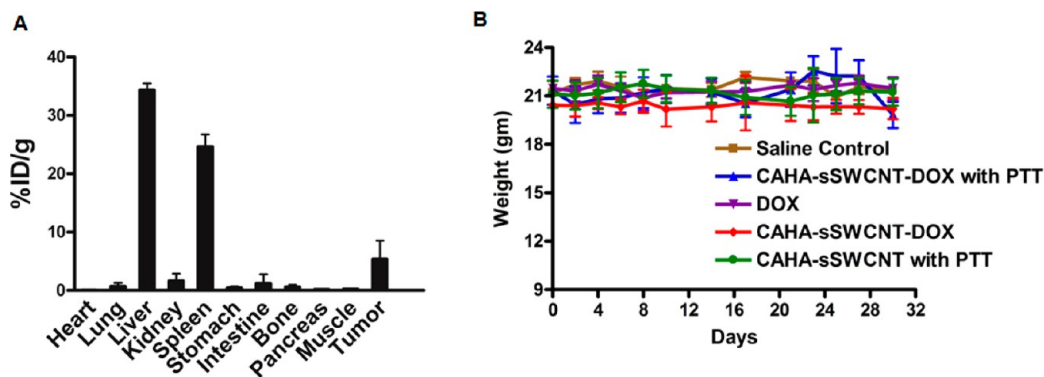 A
%ID/g
40
30
20
10
0
Heart
Lung
Liver
Kidney
Spleen
Stomach
Intestine
Bone
Pancreas
Muscle
Tumor
B
Weight (gm)
24
21
18
15
12
9
0 4 8 12 16 20 24 28 32
Days
Saline Control
CAHA-sSWCNT-DOX with PTT
DOX
CAHA-sSWCNT-DOX
CAHA-sSWCNT with PTT